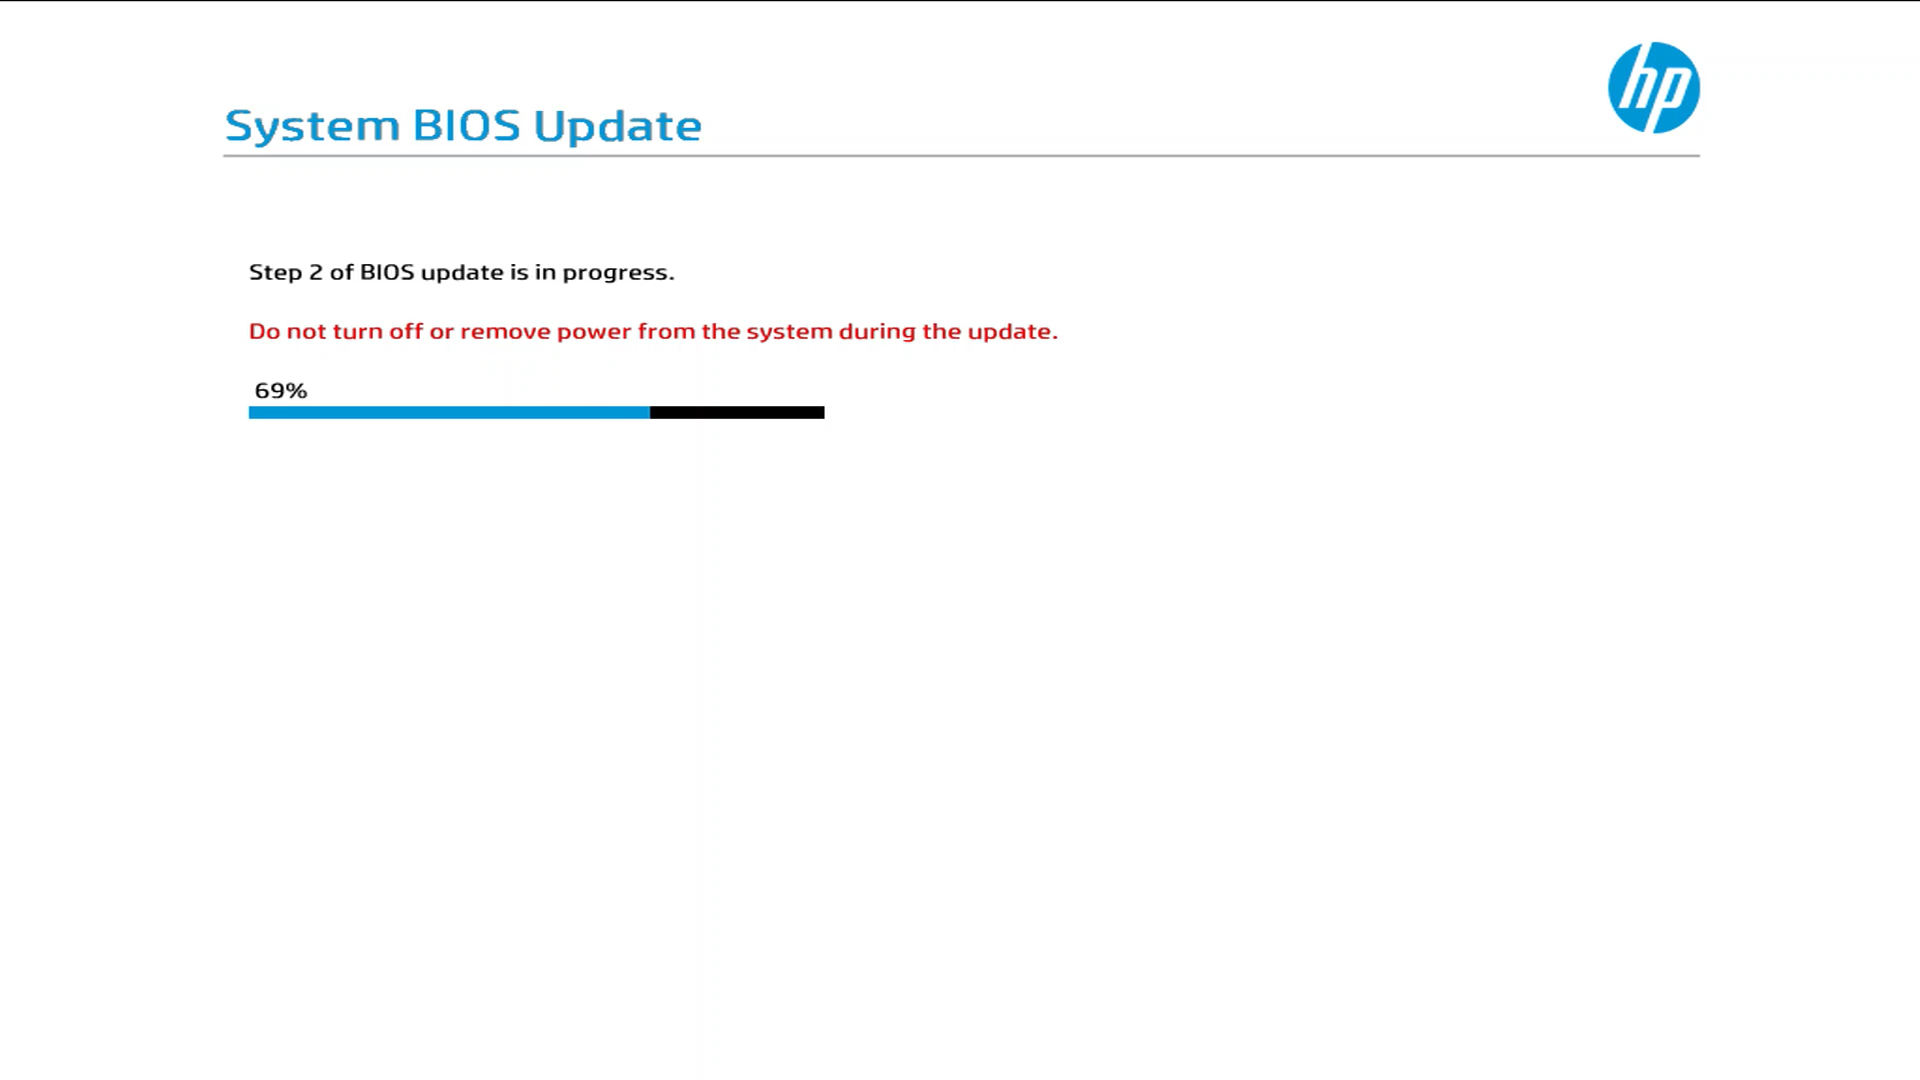 hp
System BIOS Update
Step 2 of BIOS update is in progress.
Do not turn off or remove power from the system during the update.
69%